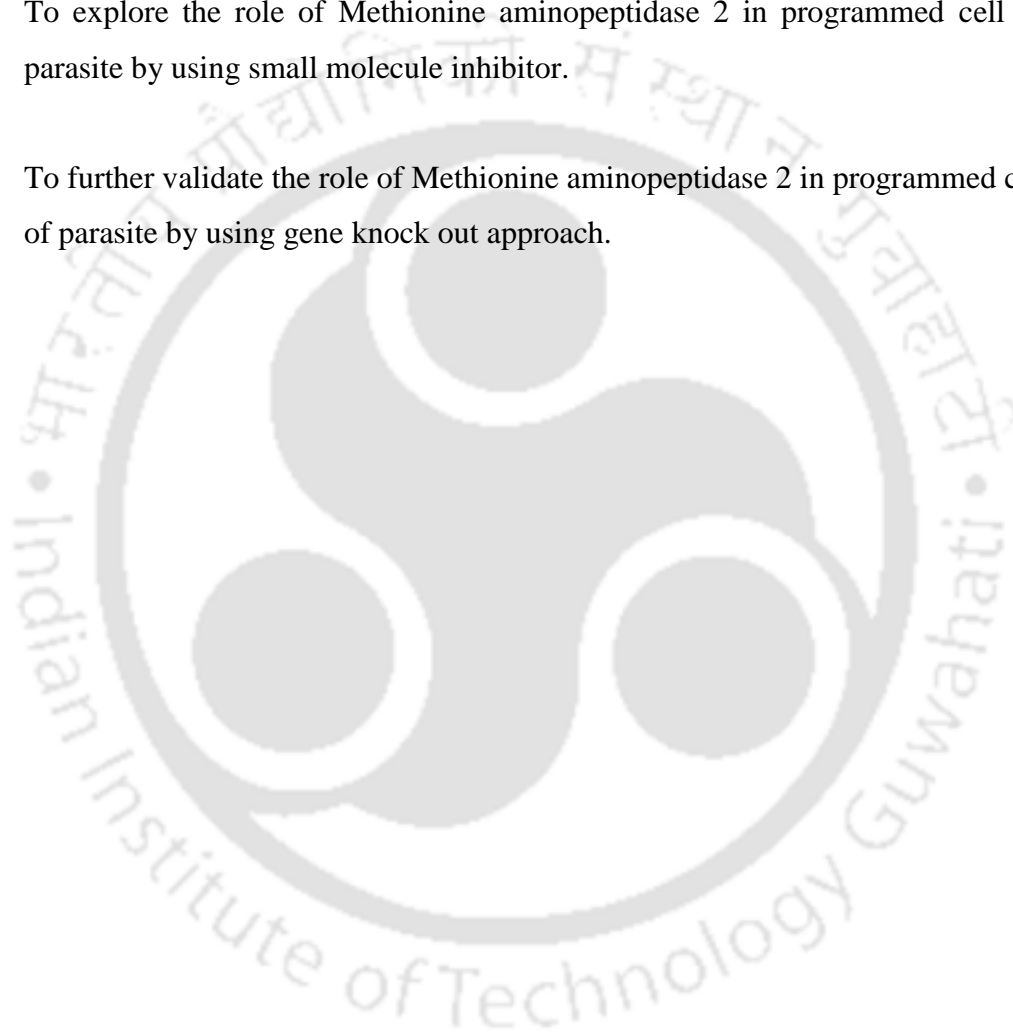 To explore the role of Methionine aminopeptidase 2 in programmed cell
parasite by using small molecule inhibitor.
To further validate the role of Methionine aminopeptidase 2 in programmed
of parasite by using gene knock out approach.
भारतीय प्रौद्योगिकी संस्थान गुवाहाटी
Indian Institute of Technology Guwahati